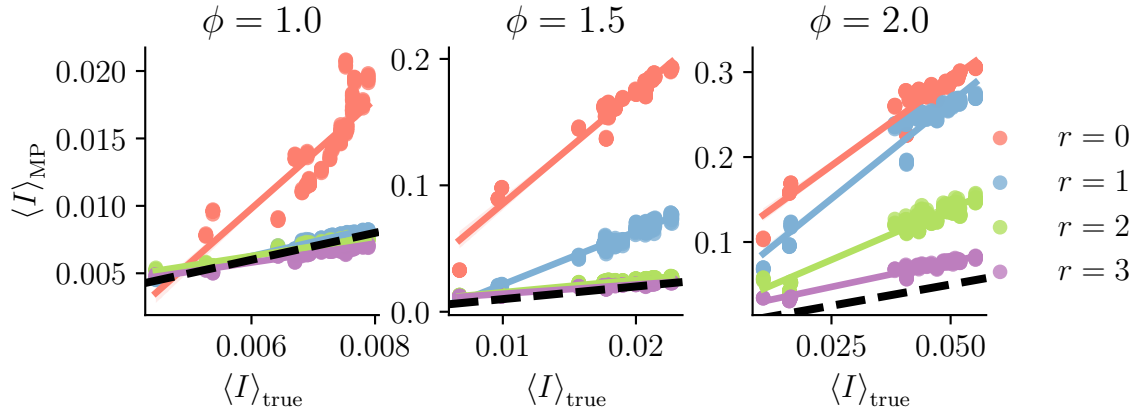 ϕ = 1.0
ϕ = 1.5
ϕ = 2.0
⟨I⟩MP
0.020
0.015
0.010
0.005
0.006
0.008
⟨I⟩true
0.2
0.1
0.0
0.01
0.02
⟨I⟩true
0.3
0.2
0.1
0.025
0.050
⟨I⟩true
r = 0
r = 1
r = 2
r = 3